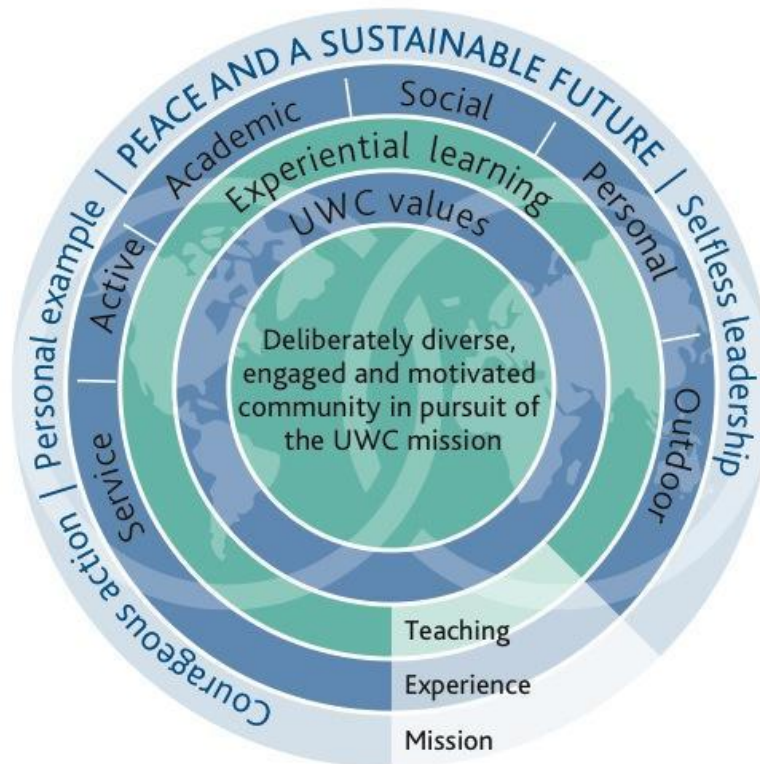 Courageous action | Personal example | PEACE AND A SUSTAINABLE FUTURE | Selfless leadership
Service
Active
Academic
Social
Personal
Outdoor
Experiential learning
UWC values
Deliberately diverse,
engaged and motivated
community in pursuit of
the UWC mission
Teaching
Experience
Mission